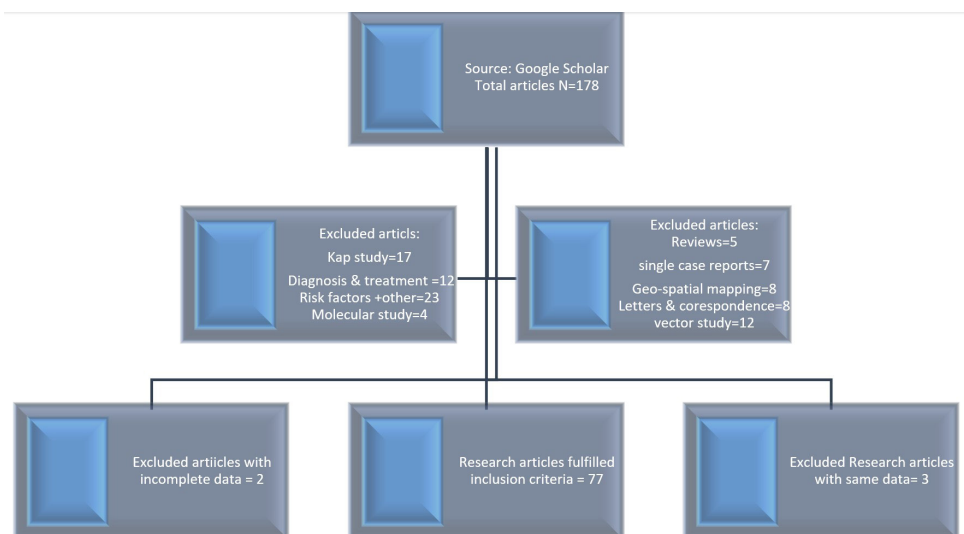 Source: Google Scholar
Total articles N=178
Excluded articls:
Kap study=17
Diagnosis & treatment =12
Risk factors +other=23
Molecular study=4
Excluded articles:
Reviews=5
single case reports=7
Geo-spatial mapping=8
Letters & corespondence=8
vector study=12
Excluded artiicles with
incomplete data = 2
Research articles fulfilled
inclusion criteria = 77
Excluded Research articles
with same data= 3